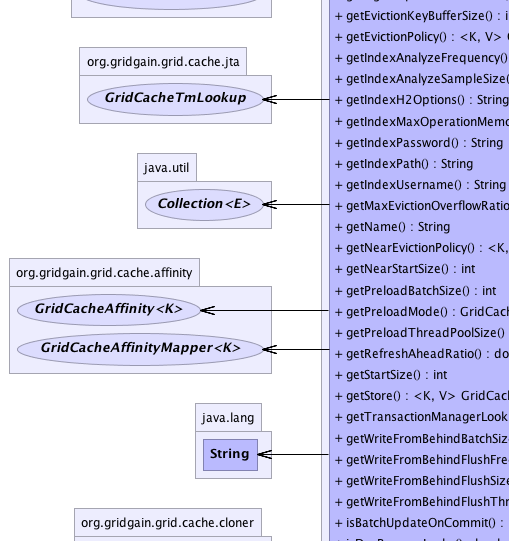 org.gridgain.grid.cache.jta
GridCacheTmLookup
java.util
Collection<E>
org.gridgain.grid.cache.affinity
GridCacheAffinity<K>
GridCacheAffinityMapper<K>
java.lang
String
org.gridgain.grid.cache.cloner
+ getEvictionKeyBufferSize() : i
+ getEvictionPolicy() : <K, V>
+ getIndexAnalyzeFrequency()
+ getIndexAnalyzeSampleSize(
+ getIndexH2Options() : String
+ getIndexMaxOperationMemo
+ getIndexPassword() : String
+ getIndexPath() : String
+ getIndexUsername() : String
+ getMaxEvictionOverflowRatio
+ getName() : String
+ getNearEvictionPolicy() : <K,
+ getNearStartSize() : int
+ getPreloadBatchSize() : int
+ getPreloadMode() : GridCach
+ getPreloadThreadPoolSize()
+ getRefreshAheadRatio() : do
+ getStartSize() : int
+ getStore() : <K, V> GridCac
+ getTransactionManagerLook
+ getWriteFromBehindBatchSiz
+ getWriteFromBehindFlushFre
+ getWriteFromBehindFlushSize
+ getWriteFromBehindFlushThr
+ isBatchUpdateOnCommit() :